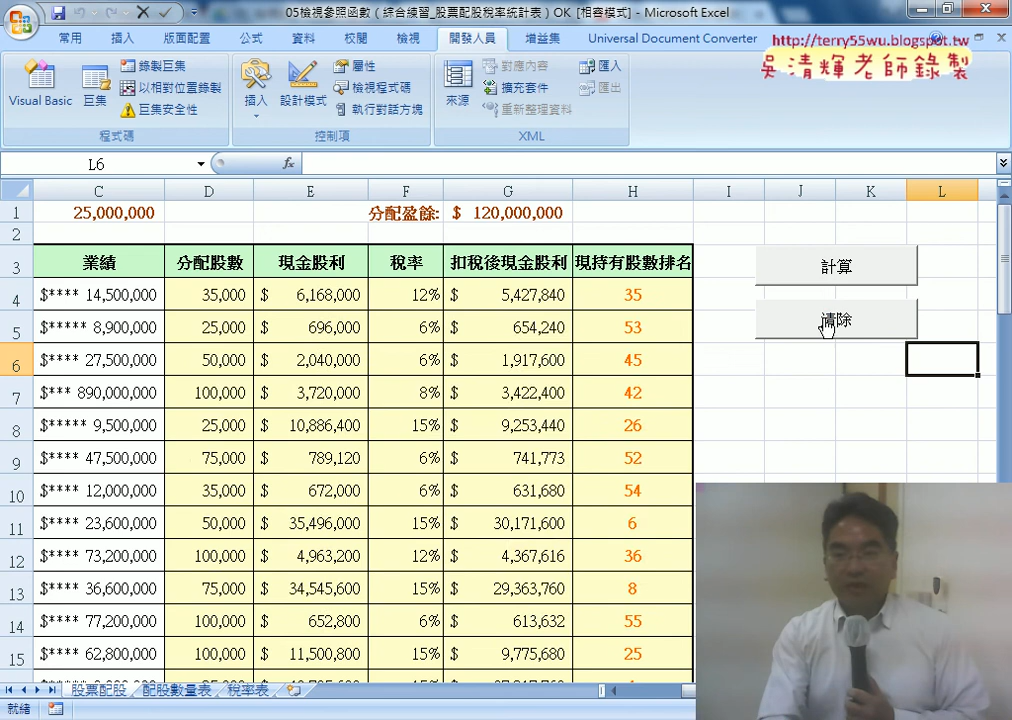 05檢視參照函數（綜合練習_股票配股稅率統計表）OK [相容模式] - Microsoft Excel
常用 插入 版面配置 公式 資料 校閱 檢視 開發人員 增益集 Universal Document Converter
http://terry55wu.blogspot.tw
吳清輝老師錄製
Visual Basic 巨集 錄製巨集 以相對位置錄製 巨集安全性 插入 設計模式 屬性 檢視程式碼 執行對話方塊 來源 對應內容 擴充套件 重新整理資料 匯入 匯出
程式碼 控制項 XML
L6 fx
C D E F G H I J K L
1 25,000,000 分配盈餘: $ 120,000,000
2
3 業績 分配股數 現金股利 稅率 扣稅後現金股利 現持有股數排名 計算
4 $**** 14,500,000 35,000 $ 6,168,000 12% $ 5,427,840 35
5 $***** 8,900,000 25,000 $ 696,000 6% $ 654,240 53 清除
6 $**** 27,500,000 50,000 $ 2,040,000 6% $ 1,917,600 45
7 $*** 890,000,000 100,000 $ 3,720,000 8% $ 3,422,400 42
8 $***** 9,500,000 25,000 $ 10,886,400 15% $ 9,253,440 26
9 $**** 47,500,000 75,000 $ 789,120 6% $ 741,773 52
10 $**** 12,000,000 35,000 $ 672,000 6% $ 631,680 54
11 $**** 23,600,000 50,000 $ 35,496,000 15% $ 30,171,600 6
12 $**** 73,200,000 100,000 $ 4,963,200 12% $ 4,367,616 36
13 $**** 36,600,000 75,000 $ 34,545,600 15% $ 29,363,760 8
14 $**** 77,200,000 100,000 $ 652,800 6% $ 613,632 55
15 $**** 62,800,000 100,000 $ 11,500,800 15% $ 9,775,680 25
股票配股 配股數量表 稅率表
就緒